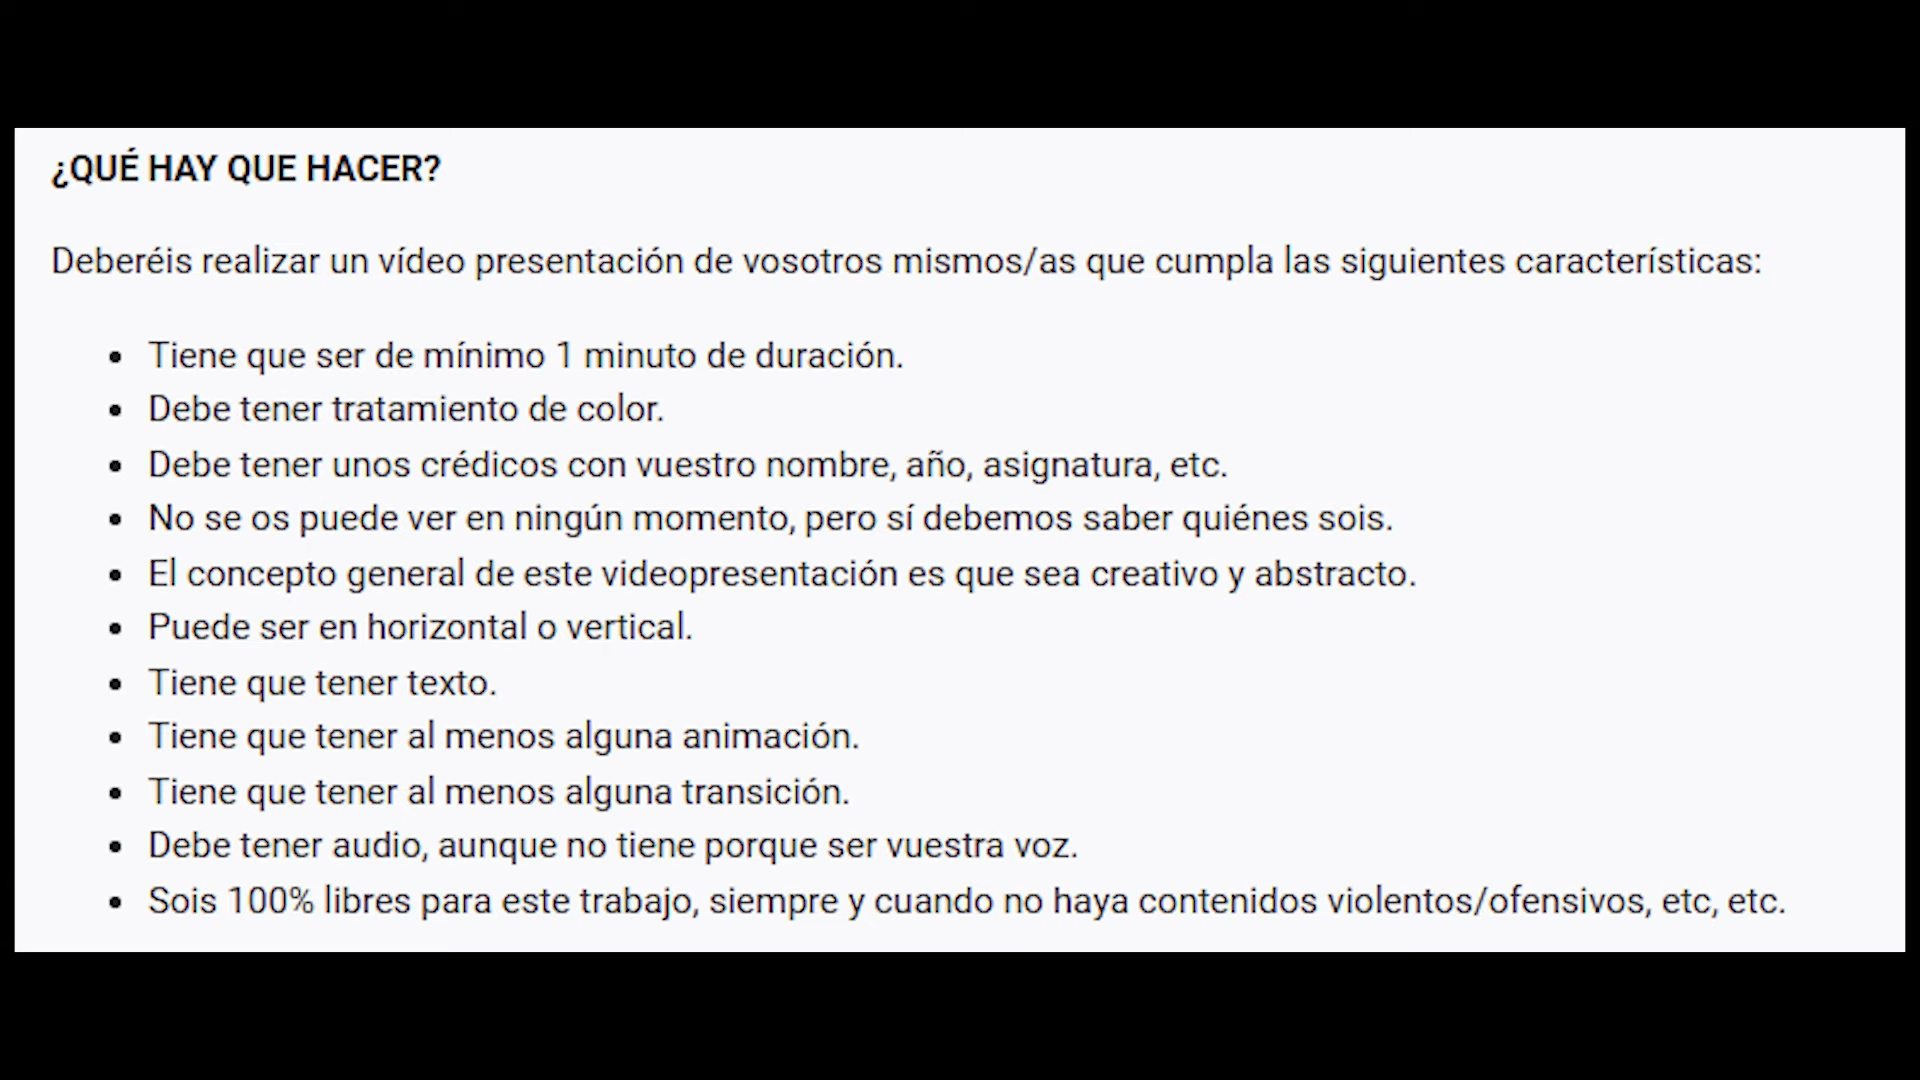 ¿QUÉ HAY QUE HACER?
Deberéis realizar un vídeo presentación de vosotros mismos/as que cumpla las siguientes características:
• Tiene que ser de mínimo 1 minuto de duración.
• Debe tener tratamiento de color.
• Debe tener unos crédicos con vuestro nombre, año, asignatura, etc.
• No se os puede ver en ningún momento, pero sí debemos saber quiénes sois.
• El concepto general de este videopresentación es que sea creativo y abstracto.
• Puede ser en horizontal o vertical.
• Tiene que tener texto.
• Tiene que tener al menos alguna animación.
• Tiene que tener al menos alguna transición.
• Debe tener audio, aunque no tiene porque ser vuestra voz.
• Sois 100% libres para este trabajo, siempre y cuando no haya contenidos violentos/ofensivos, etc, etc.